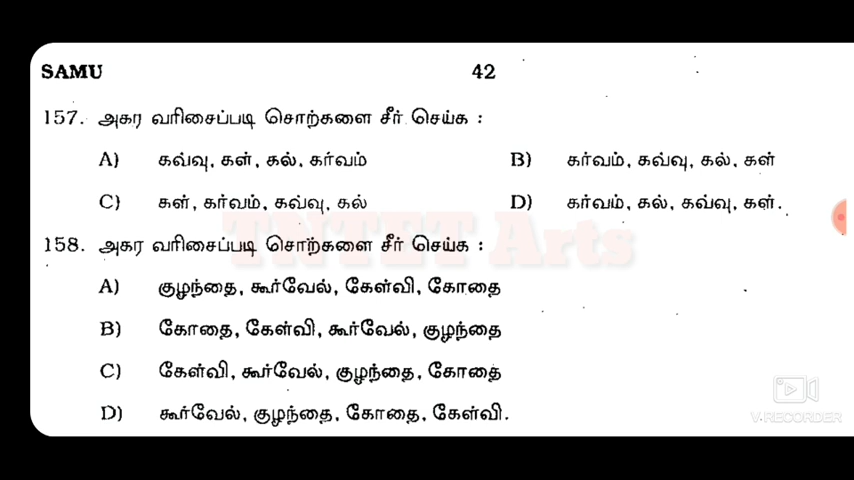 SAMU 42
157. அகர வரிசைப்படி சொற்களை சீர் செய்க :
A) கவ்வு, கள், கல், கர்வம் B) கர்வம், கவ்வு, கல், கள்
C) கள், கர்வம், கவ்வு, கல் D) கர்வம், கல், கவ்வு, கள்.
TNTET Arts
158. அகர வரிசைப்படி சொற்களை சீர் செய்க :
A) குழந்தை, கூர்வேல், கேள்வி, கோதை
B) கோதை, கேள்வி, கூர்வேல், குழந்தை
C) கேள்வி, கூர்வேல், குழந்தை, கோதை
D) கூர்வேல், குழந்தை, கோதை, கேள்வி.
V.RECORDER